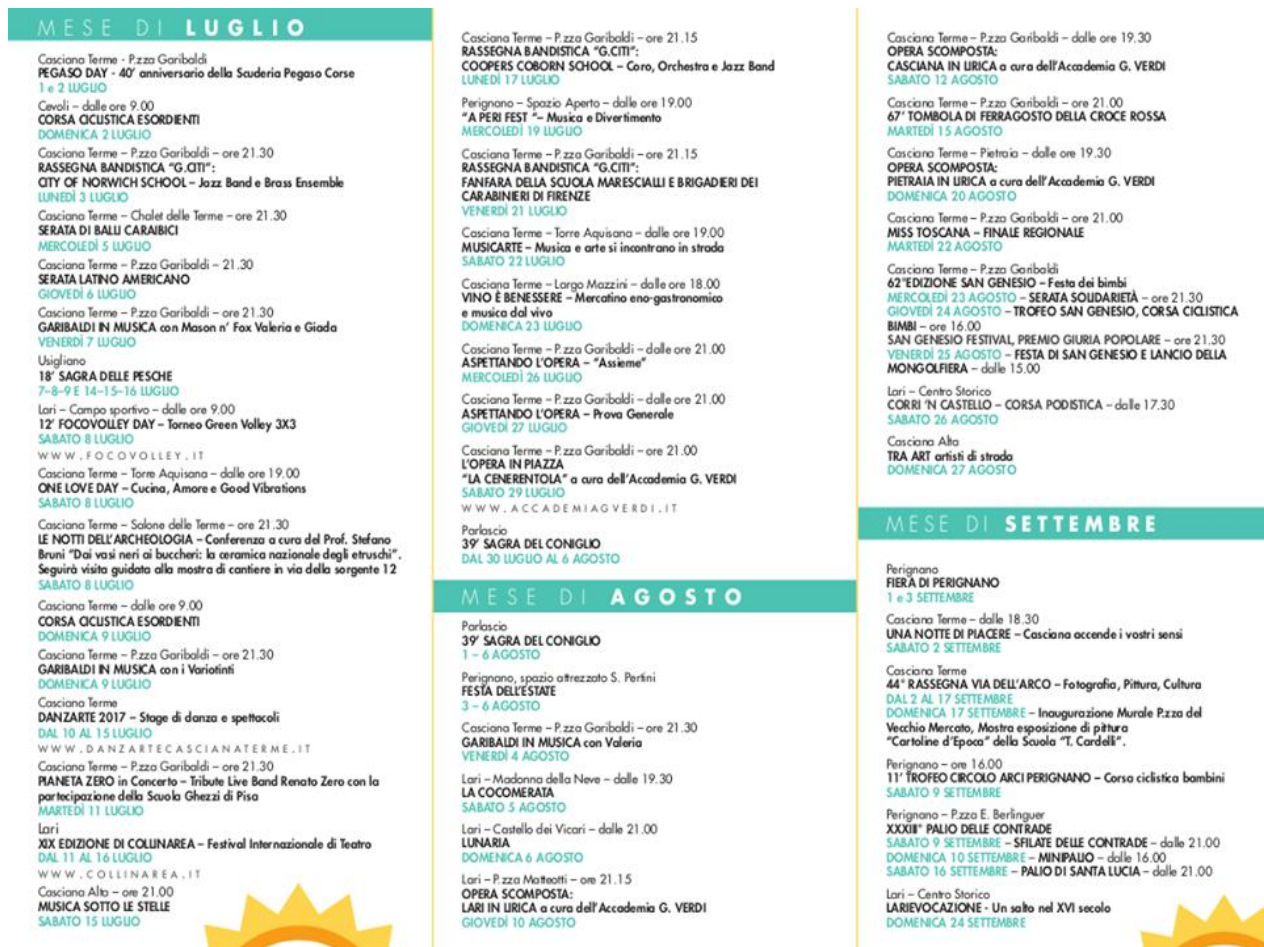 MESE DI LUGLIO
Casciana Terme - P.zza Garibaldi
PEGASO DAY - 40’ anniversario della Scuderia Pegaso Corse
1 e 2 LUGLIO
Cevoli – dalle ore 9.00
CORSA CICLISTICA ESORDIENTI
DOMENICA 2 LUGLIO
Casciana Terme – P.zza Garibaldi – ore 21.30
RASSEGNA BANDISTICA “G.CITI”:
CITY OF NORWICH SCHOOL – Jazz Band e Brass Ensemble
LUNEDÌ 3 LUGLIO
Casciana Terme – Chalet delle Terme – ore 21.30
SERATA DI BALLI CARAIBICI
MERCOLEDÌ 5 LUGLIO
Casciana Terme – P.zza Garibaldi – 21.30
SERATA LATINO AMERICANO
GIOVEDÌ 6 LUGLIO
Casciana Terme – P.zza Garibaldi – ore 21.30
GARIBALDI IN MUSICA con Mason n’ Fox Valeria e Giada
VENERDÌ 7 LUGLIO
Usigliano
18’ SAGRA DELLE PESCHE
7–8–9 E 14–15–16 LUGLIO
Lari – Campo sportivo – dalle ore 9.00
12’ FOCOVOLLEY DAY – Torneo Green Volley 3X3
SABATO 8 LUGLIO
WWW.FOCOVOLLEY.IT
Casciana Terme – Torre Aquisana – dalle ore 19.00
ONE LOVE DAY – Cucina, Amore e Good Vibrations
SABATO 8 LUGLIO
Casciana Terme – Salone delle Terme – ore 21.30
LE NOTTI DELL’ARCHEOLOGIA – Conferenza a cura del Prof. Stefano
Bruni “Dai vasi neri ai buccheri: la ceramica nazionale degli etruschi”.
Seguirà visita guidata alla mostra di cantiere in via della sorgente 12
SABATO 8 LUGLIO
Casciana Terme – dalle ore 9.00
CORSA CICLISTICA ESORDIENTI
DOMENICA 9 LUGLIO
Casciana Terme – P.zza Garibaldi – ore 21.30
GARIBALDI IN MUSICA con i Variotinti
DOMENICA 9 LUGLIO
Casciana Terme
DANZARTE 2017 – Stage di danza e spettacoli
DAL 10 AL 15 LUGLIO
WWW.DANZARTECASCIANATERME.IT
Casciana Terme – P.zza Garibaldi – ore 21.30
PIANETA ZERO in Concerto – Tribute Live Band Renato Zero con la
partecipazione della Scuola Ghezzi di Pisa
MARTEDÌ 11 LUGLIO
Lari
XIX EDIZIONE DI COLLINAREA – Festival Internazionale di Teatro
DAL 11 AL 16 LUGLIO
WWW.COLLINAREA.IT
Casciana Alta – ore 21.00
MUSICA SOTTO LE STELLE
SABATO 15 LUGLIO
Casciana Terme – P.zza Garibaldi – ore 21.15
RASSEGNA BANDISTICA “G.CITI”:
COOPERS COBORN SCHOOL – Coro, Orchestra e Jazz Band
LUNEDÌ 17 LUGLIO
Perignano – Spazio Aperto – dalle ore 19.00
“A PERI FEST “– Musica e Divertimento
MERCOLEDÌ 19 LUGLIO
Casciana Terme – P.zza Garibaldi – ore 21.15
RASSEGNA BANDISTICA “G.CITI”:
FANFARA DELLA SCUOLA MARESCIALLI E BRIGADIERI DEI
CARABINIERI DI FIRENZE
VENERDÌ 21 LUGLIO
Casciana Terme – Torre Aquisana – dalle ore 19.00
MUSICARTE – Musica e arte si incontrano in strada
SABATO 22 LUGLIO
Casciana Terme – Largo Mazzini – dalle ore 18.00
VINO È BENESSERE – Mercatino eno-gastronomico
e musica dal vivo
DOMENICA 23 LUGLIO
Casciana Terme – P.zza Garibaldi – dalle ore 21.00
ASPETTANDO L’OPERA – “Assieme”
MERCOLEDÌ 26 LUGLIO
Casciana Terme – P.zza Garibaldi – dalle ore 21.00
ASPETTANDO L’OPERA – Prova Generale
GIOVEDÌ 27 LUGLIO
Casciana Terme – P.zza Garibaldi – ore 21.00
L’OPERA IN PIAZZA
“LA CENERENTOLA” a cura dell’Accademia G. VERDI
SABATO 29 LUGLIO
WWW.ACCADEMIAGVERDI.IT
Parlascio
39’ SAGRA DEL CONIGLIO
DAL 30 LUGLIO AL 6 AGOSTO
MESE DI AGOSTO
Parlascio
39’ SAGRA DEL CONIGLIO
1 – 6 AGOSTO
Perignano, spazio attrezzato S. Pertini
FESTA DELL’ESTATE
3 – 6 AGOSTO
Casciana Terme – P.zza Garibaldi – ore 21.30
GARIBALDI IN MUSICA con Valeria
VENERDÌ 4 AGOSTO
Lari – Madonna della Neve – dalle 19.30
LA COCOMERATA
SABATO 5 AGOSTO
Lari – Castello dei Vicari – dalle 21.00
LUNARIA
DOMENICA 6 AGOSTO
Lari – P.zza Matteotti – ore 21.15
OPERA SCOMPOSTA:
LARI IN LIRICA a cura dell’Accademia G. VERDI
GIOVEDÌ 10 AGOSTO
Casciana Terme – P.zza Garibaldi – dalle ore 19.30
OPERA SCOMPOSTA:
CASCIANA IN LIRICA a cura dell’Accademia G. VERDI
SABATO 12 AGOSTO
Casciana Terme – P.zza Garibaldi – ore 21.00
67’ TOMBOLA DI FERRAGOSTO DELLA CROCE ROSSA
MARTEDÌ 15 AGOSTO
Casciana Terme – Pietraia – dalle ore 19.30
OPERA SCOMPOSTA:
PIETRAIA IN LIRICA a cura dell’Accademia G. VERDI
DOMENICA 20 AGOSTO
Casciana Terme – P.zza Garibaldi – ore 21.00
MISS TOSCANA – FINALE REGIONALE
MARTEDÌ 22 AGOSTO
Casciana Terme – P.zza Garibaldi
62°EDIZIONE SAN GENESIO – Festa dei bimbi
MERCOLEDÌ 23 AGOSTO – SERATA SOLIDARIETÀ – ore 21.30
GIOVEDÌ 24 AGOSTO – TROFEO SAN GENESIO, CORSA CICLISTICA
BIMBI – ore 16.00
SAN GENESIO FESTIVAL, PREMIO GIURIA POPOLARE – ore 21.30
VENERDÌ 25 AGOSTO – FESTA DI SAN GENESIO E LANCIO DELLA
MONGOLFIERA – dalle 15.00
Lari – Centro Storico
CORRI ’N CASTELLO – CORSA PODISTICA – dalle 17.30
SABATO 26 AGOSTO
Casciana Alta
TRA ART artisti di strada
DOMENICA 27 AGOSTO
MESE DI SETTEMBRE
Perignano
FIERA DI PERIGNANO
1 e 3 SETTEMBRE
Casciana Terme – dalle 18.30
UNA NOTTE DI PIACERE – Casciana accende i vostri sensi
SABATO 2 SETTEMBRE
Casciana Terme
44° RASSEGNA VIA DELL’ARCO – Fotografia, Pittura, Cultura
DAL 2 AL 17 SETTEMBRE
DOMENICA 17 SETTEMBRE – Inaugurazione Murale P.zza del
Vecchio Mercato, Mostra esposizione di pittura
“Cartoline d’Epoca” della Scuola “T. Cardelli”.
Perignano – ore 16.00
11’ TROFEO CIRCOLO ARCI PERIGNANO – Corsa ciclistica bambini
SABATO 9 SETTEMBRE
Perignano – P.zza E. Berlinguer
XXXIII° PALIO DELLE CONTRADE
SABATO 9 SETTEMBRE – SFILATE DELLE CONTRADE – dalle 21.00
DOMENICA 10 SETTEMBRE – MINIPALIO – dalle 16.00
SABATO 16 SETTEMBRE – PALIO DI SANTA LUCIA – dalle 21.00
Lari – Centro Storico
LARIEVOCAZIONE - Un salto nel XVI secolo
DOMENICA 24 SETTEMBRE